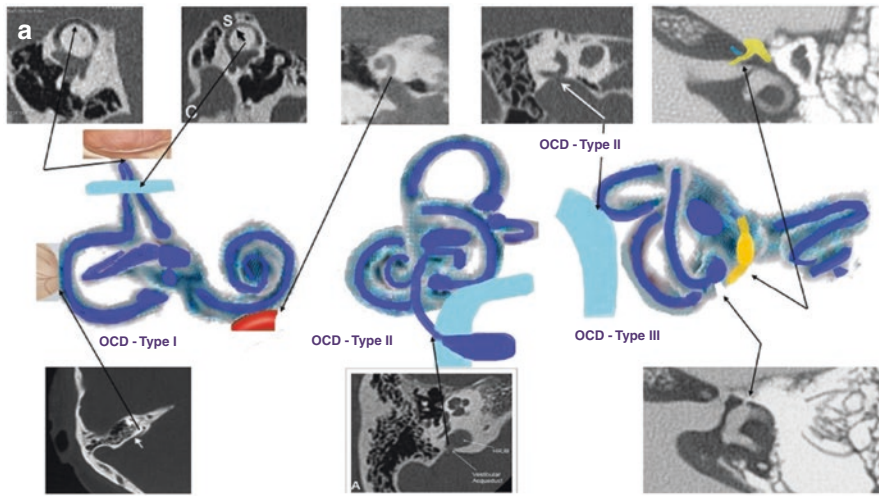 a
S
C
OCD - Type II
OCD - Type I
OCD - Type II
OCD - Type III
Vestibular
Aqueduct
A